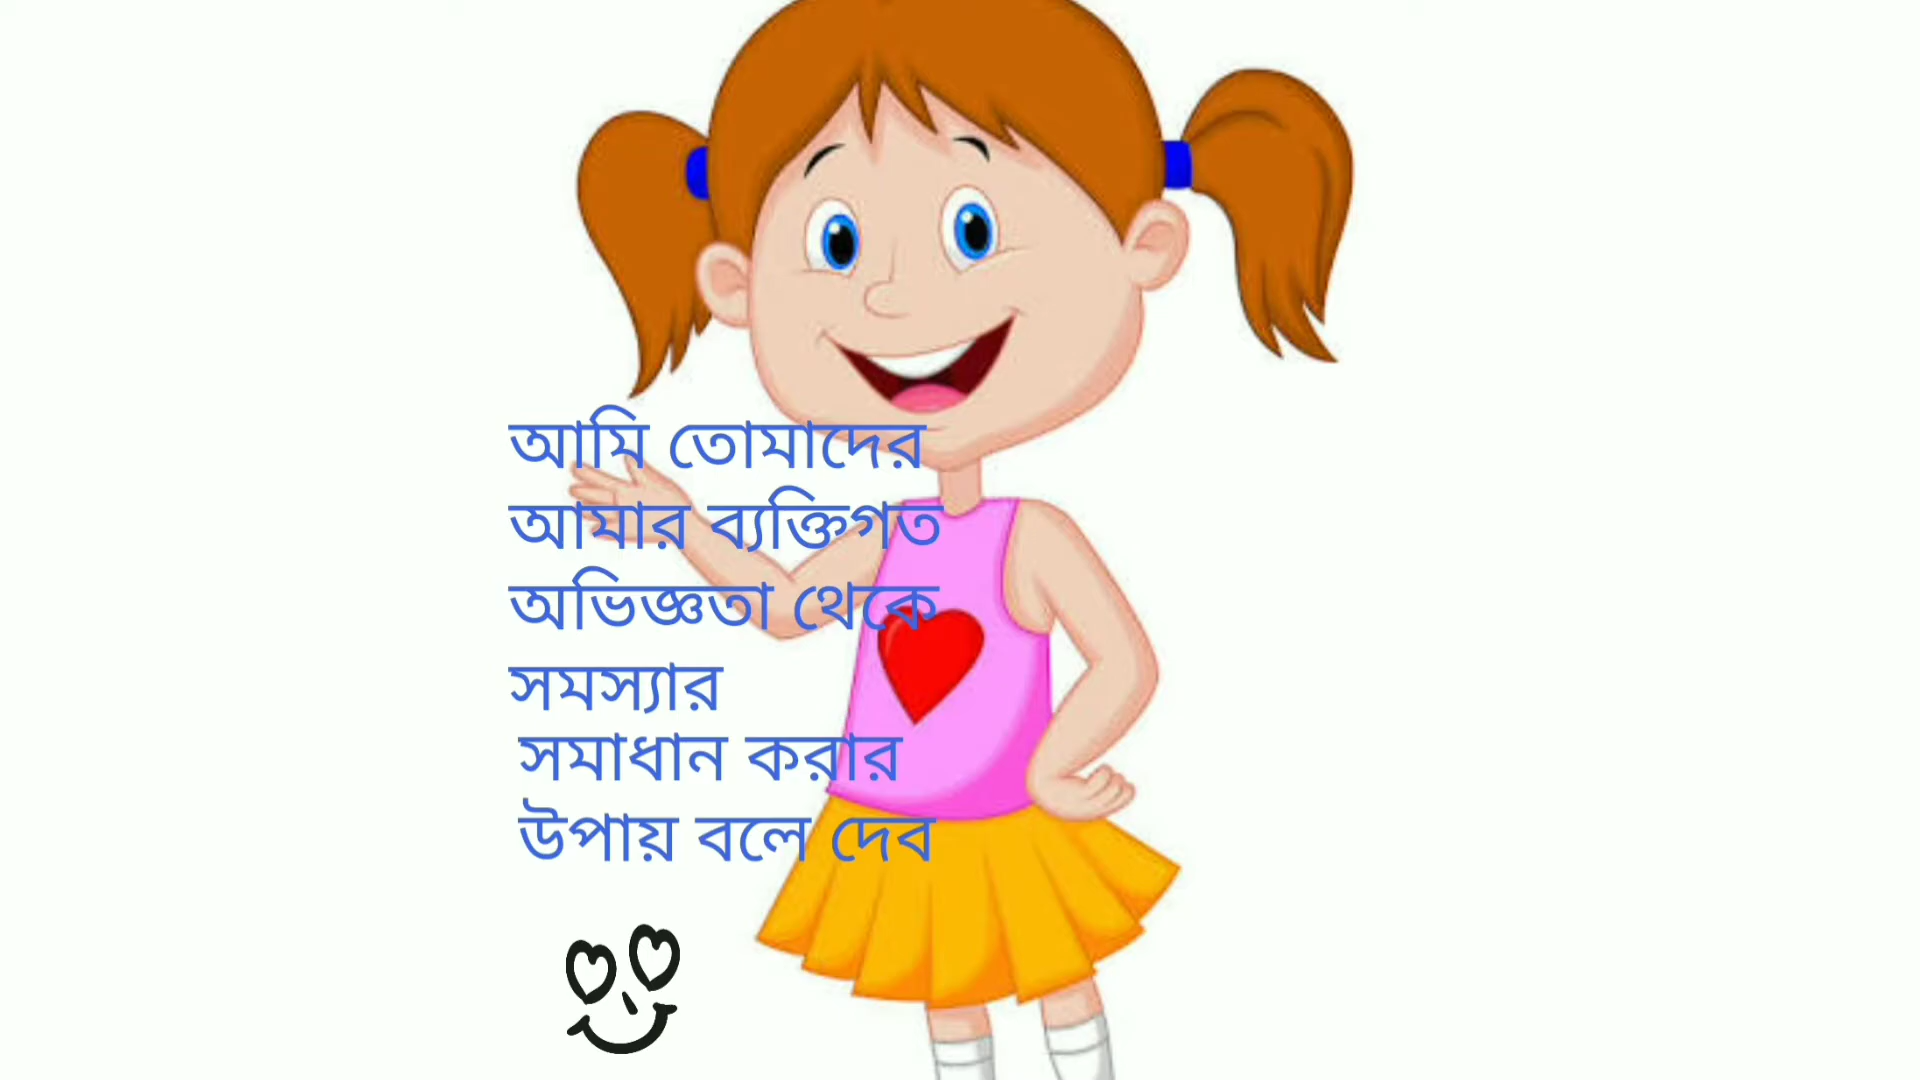 আমি তোমাদের
আমার ব্যক্তিগত
অভিজ্ঞতা থেকে
সমস্যার
সমাধান করার
উপায় বলে দেব